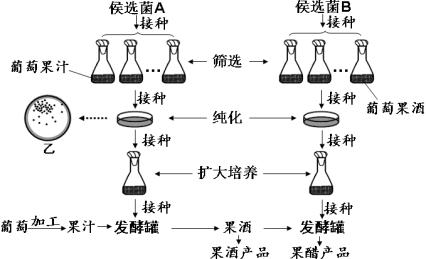 侯选菌A 侯选菌B
接种 接种
葡萄果汁 筛选 葡萄果酒
接种 接种
纯化
乙
接种 接种
扩大培养
接种 接种
葡萄 加工 果汁 发酵罐 果酒 发酵罐
果酒产品 果醋产品